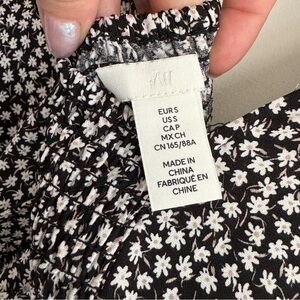 H&M
EUR S
US S
CA P
MX CH
CN 165/88A
MADE IN
CHINA
FABRIQUÉ EN
CHINE